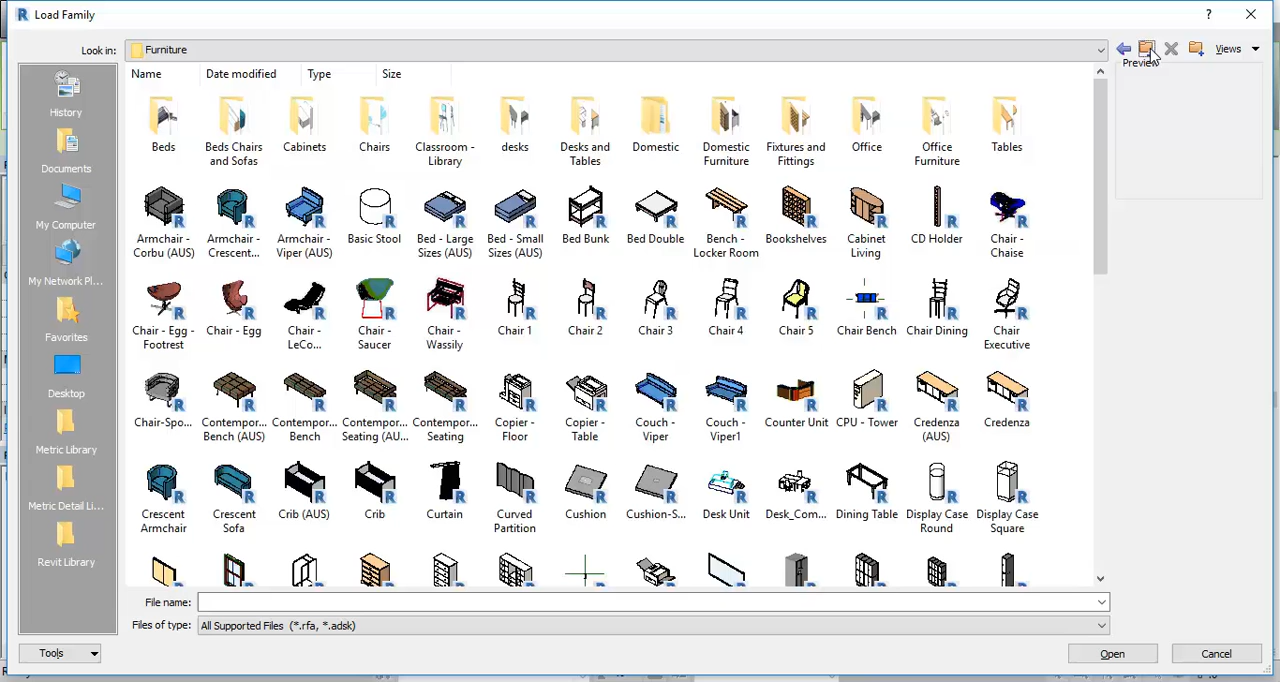 Load Family
Look in: Furniture
Views
Preview
Name Date modified Type Size
History
Documents
My Computer
My Network Pl...
Favorites
Desktop
Metric Library
Metric Detail Li...
Revit Library
Beds
Beds Chairs and Sofas
Cabinets
Chairs
Classroom - Library
desks
Desks and Tables
Domestic
Domestic Furniture
Fixtures and Fittings
Office
Office Furniture
Tables
Armchair - Corbu (AUS)
Armchair - Crescent...
Armchair - Viper (AUS)
Basic Stool
Bed - Large Sizes (AUS)
Bed - Small Sizes (AUS)
Bed Bunk
Bed Double
Bench - Locker Room
Bookshelves
Cabinet Living
CD Holder
Chair - Chaise
Chair - Egg - Footrest
Chair - Egg
Chair - LeCo...
Chair - Saucer
Chair - Wassily
Chair 1
Chair 2
Chair 3
Chair 4
Chair 5
Chair Bench
Chair Dining
Chair Executive
Chair-Spo...
Contempor... Bench (AUS)
Contempor... Bench
Contempor... Seating (AU...
Contempor... Seating
Copier - Floor
Copier - Table
Couch - Viper
Couch - Viper1
Counter Unit
CPU - Tower
Credenza (AUS)
Credenza
Crescent Armchair
Crescent Sofa
Crib (AUS)
Crib
Curtain
Curved Partition
Cushion
Cushion-S...
Desk Unit
Desk_Com...
Dining Table
Display Case Round
Display Case Square
File name:
Files of type: All Supported Files (*.rfa, *.adsk)
Tools
Open
Cancel